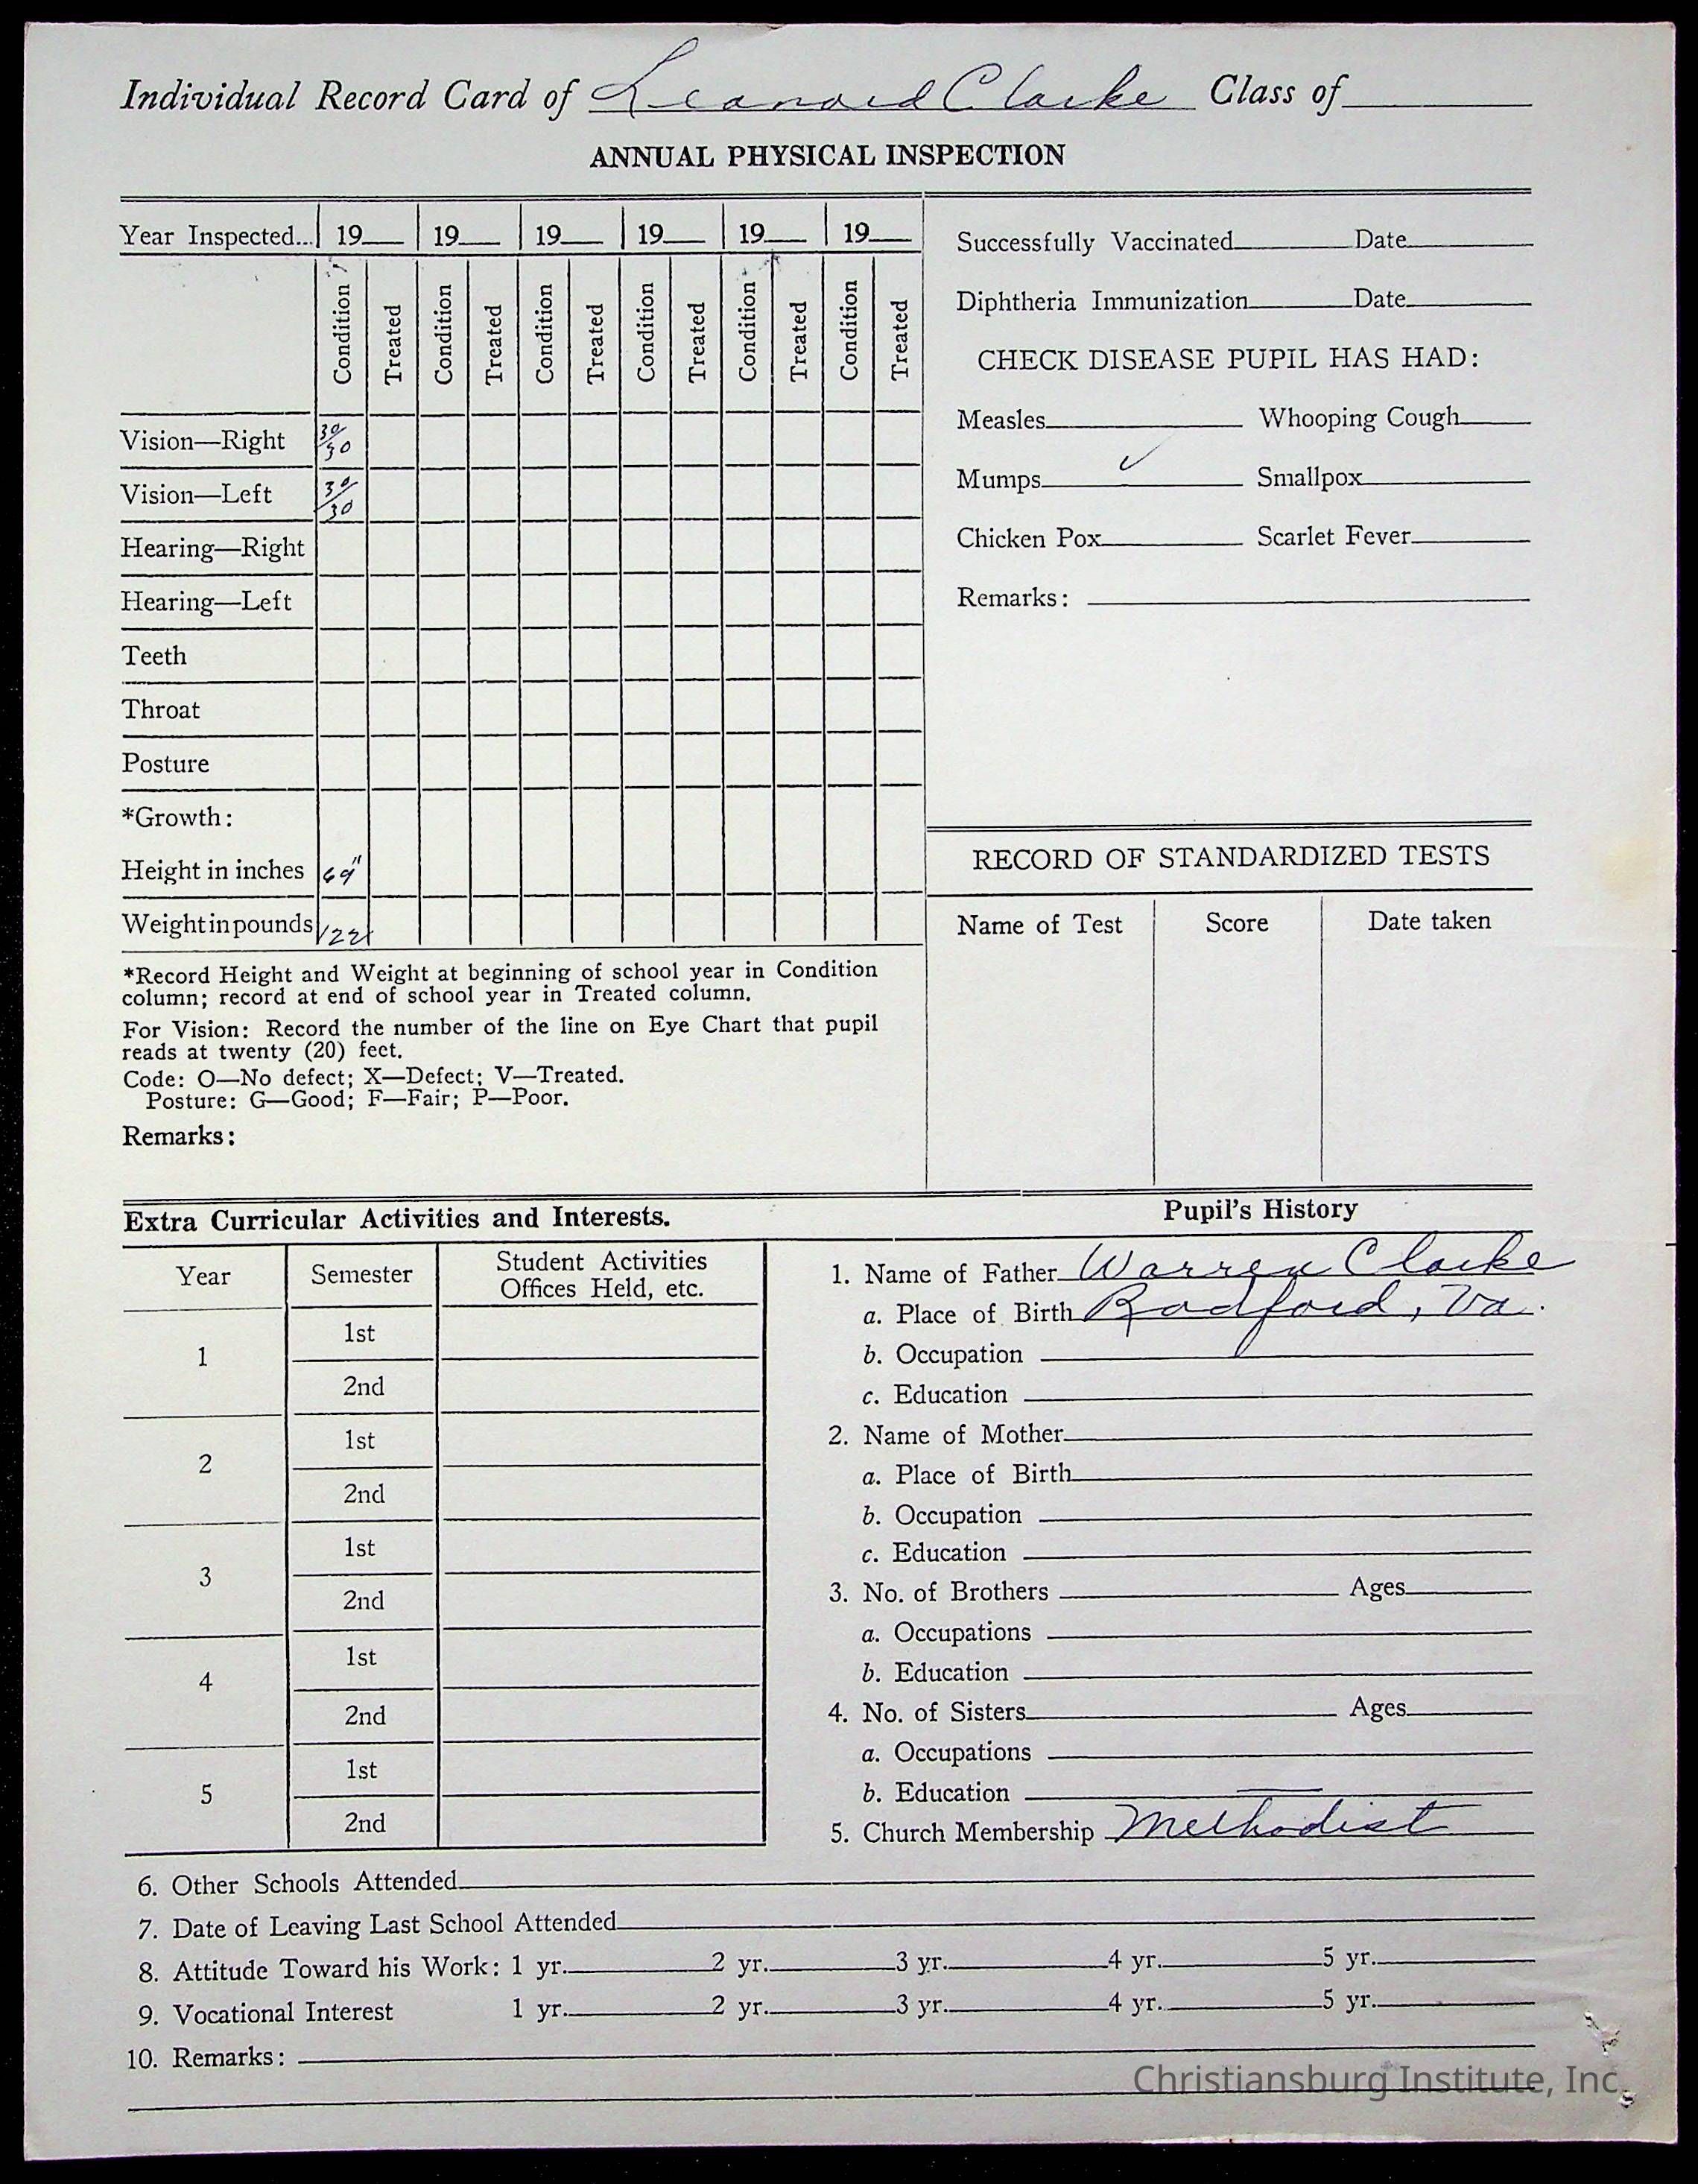 Individual Record Card of Leonard Clarke Class of
ANNUAL PHYSICAL INSPECTION
Year Inspected... 19 19 19 19 19 19
Condition Treated Condition Treated Condition Treated Condition Treated Condition Treated Condition Treated
Vision—Right 30/30
Vision—Left 30/30
Hearing—Right
Hearing—Left
Teeth
Throat
Posture
*Growth:
Height in inches 69"
Weight in pounds 122
*Record Height and Weight at beginning of school year in Condition
column; record at end of school year in Treated column.
For Vision: Record the number of the line on Eye Chart that pupil
reads at twenty (20) feet.
Code: O—No defect; X—Defect; V—Treated.
Posture: G—Good; F—Fair; P—Poor.
Remarks:
Successfully Vaccinated Date
Diphtheria Immunization Date
CHECK DISEASE PUPIL HAS HAD:
Measles Whooping Cough
Mumps ✓ Smallpox
Chicken Pox Scarlet Fever
Remarks:
RECORD OF STANDARDIZED TESTS
Name of Test Score Date taken
Extra Curricular Activities and Interests.
Year Semester Student Activities
Offices Held, etc.
1 1st
2nd
2 1st
2nd
3 1st
2nd
4 1st
2nd
5 1st
2nd
Pupil's History
1. Name of Father Warren Clarke
a. Place of Birth Radford, Va.
b. Occupation
c. Education
2. Name of Mother
a. Place of Birth
b. Occupation
c. Education
3. No. of Brothers Ages
a. Occupations
b. Education
4. No. of Sisters Ages
a. Occupations
b. Education
5. Church Membership Methodist
6. Other Schools Attended
7. Date of Leaving Last School Attended
8. Attitude Toward his Work: 1 yr. 2 yr. 3 yr. 4 yr. 5 yr.
9. Vocational Interest 1 yr. 2 yr. 3 yr. 4 yr. 5 yr.
10. Remarks:
Christiansburg Institute, Inc.